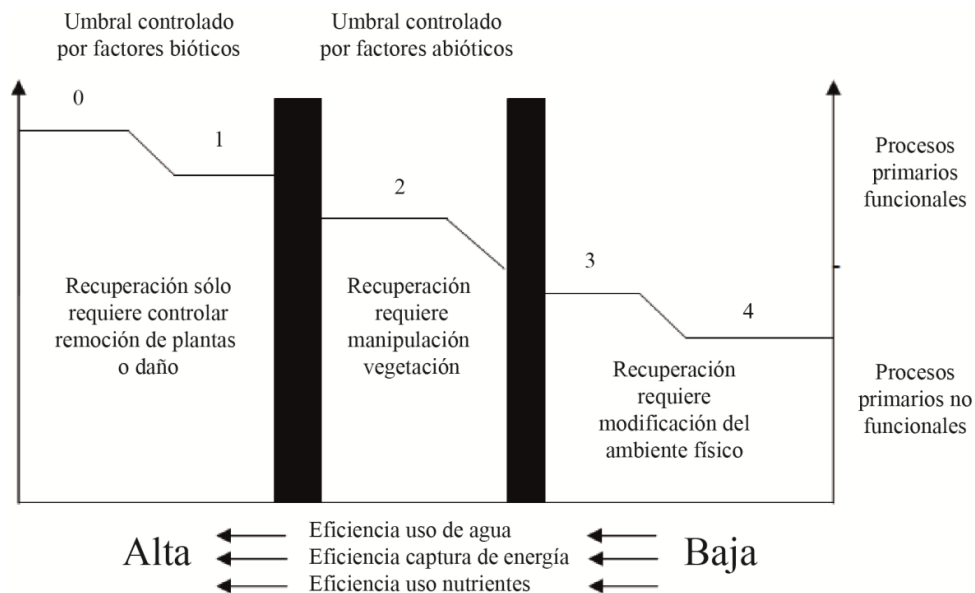 Umbral controlado
por factores bióticos
Umbral controlado
por factores abióticos
0
1
2
3
4
Recuperación sólo
requiere controlar
remoción de plantas
o daño
Recuperación
requiere
manipulación
vegetación
Recuperación
requiere
modificación del
ambiente físico
Procesos
primarios
funcionales
Procesos
primarios no
funcionales
Alta
Eficiencia uso de agua
Eficiencia captura de energía
Eficiencia uso nutrientes
Baja